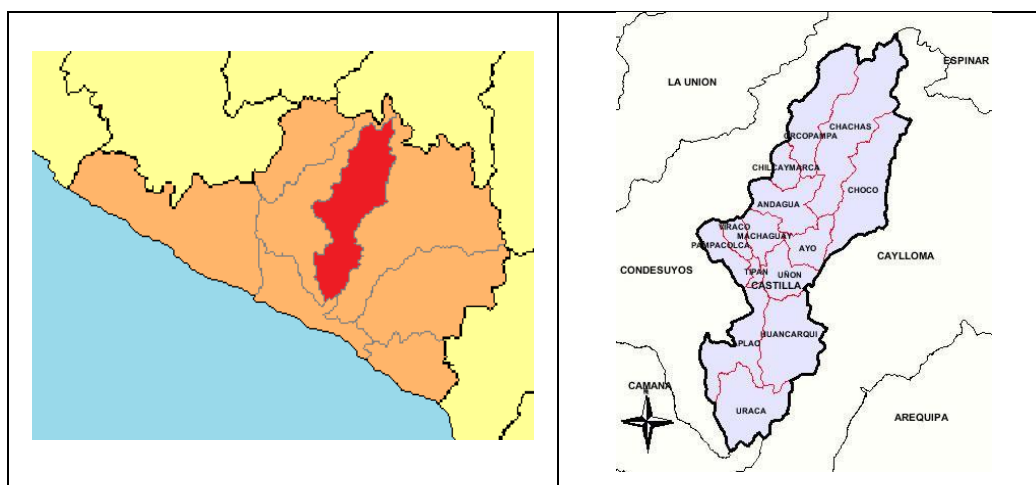 ESPINAR
LA UNION
CHACHAS
ORCOPAMPA
CHILCAYMARCA
CHOCO
ANDAGUA
VIRACO
MACHAGUAY
PAMPACOLCA
AYO
CAYLLOMA
CONDESUYOS
TIPAN
UÑON
CASTILLA
HUANCARQUI
APLAO
CAMANA
URACA
AREQUIPA